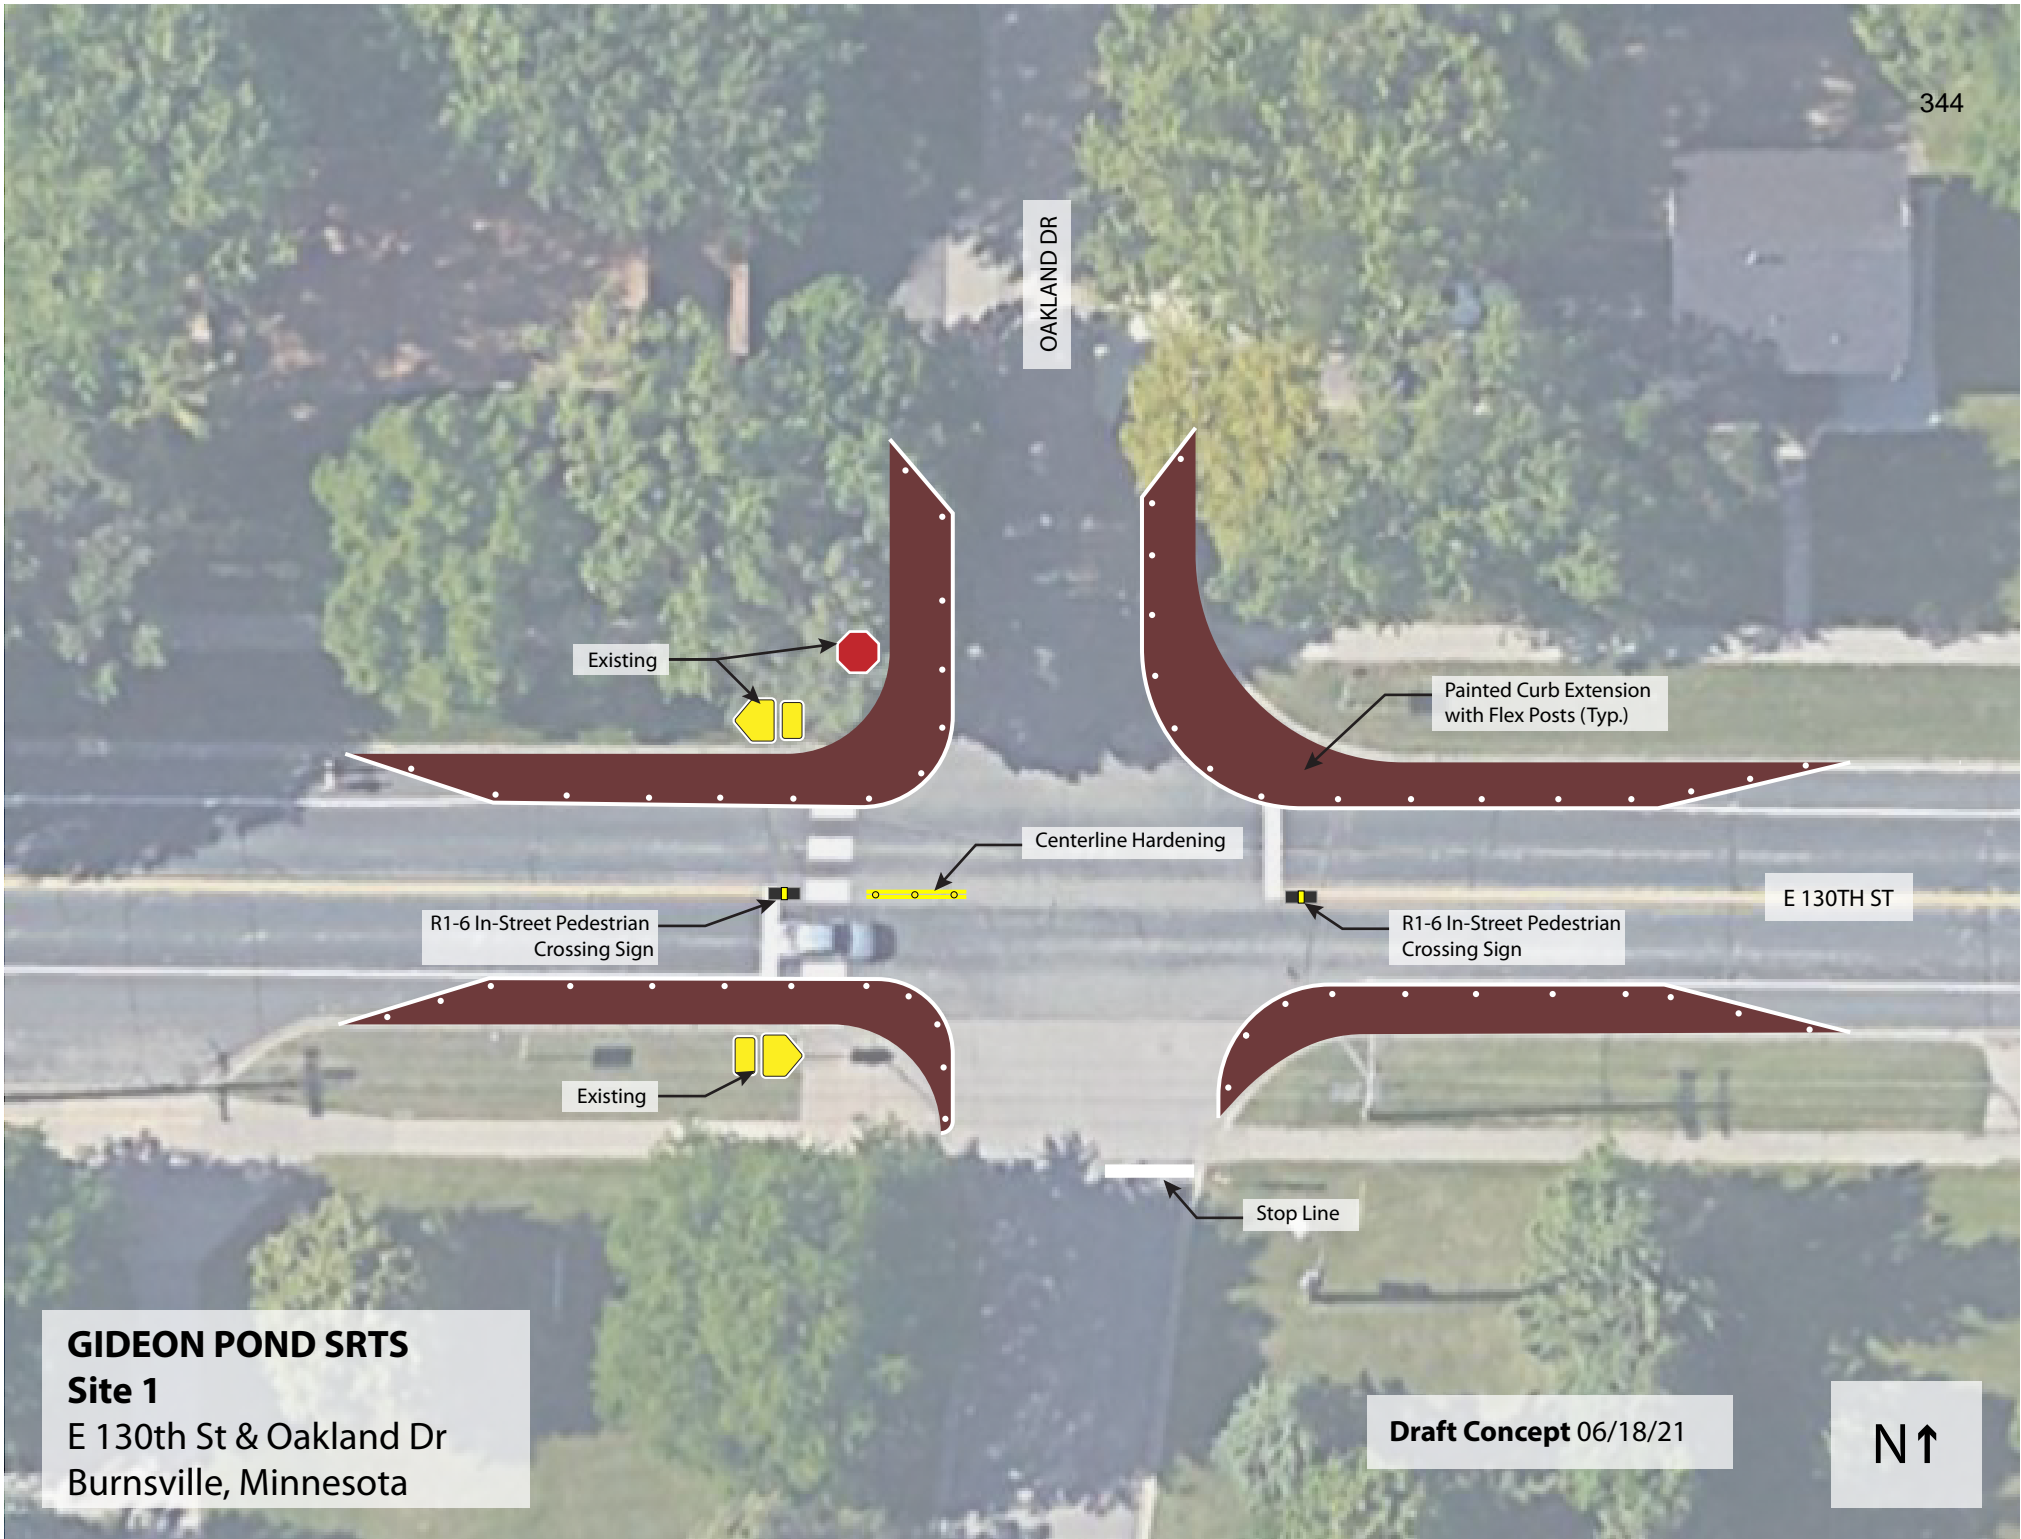 344
OAKLAND DR
Existing
Painted Curb Extension
with Flex Posts (Typ.)
Centerline Hardening
E 130TH ST
R1-6 In-Street Pedestrian
Crossing Sign
R1-6 In-Street Pedestrian
Crossing Sign
Existing
Stop Line
GIDEON POND SRTS
Site 1
E 130th St & Oakland Dr
Burnsville, Minnesota
Draft Concept 06/18/21
N↑